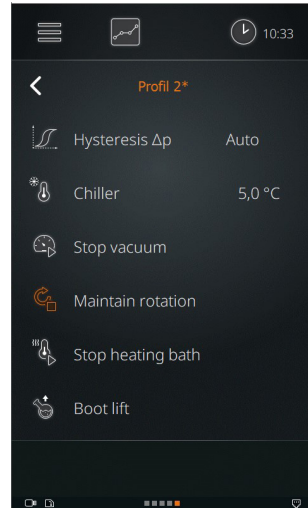 10:33
Profil 2*
Hysteresis Δp Auto
Chiller 5,0 °C
Stop vacuum
Maintain rotation
Stop heating bath
Boot lift